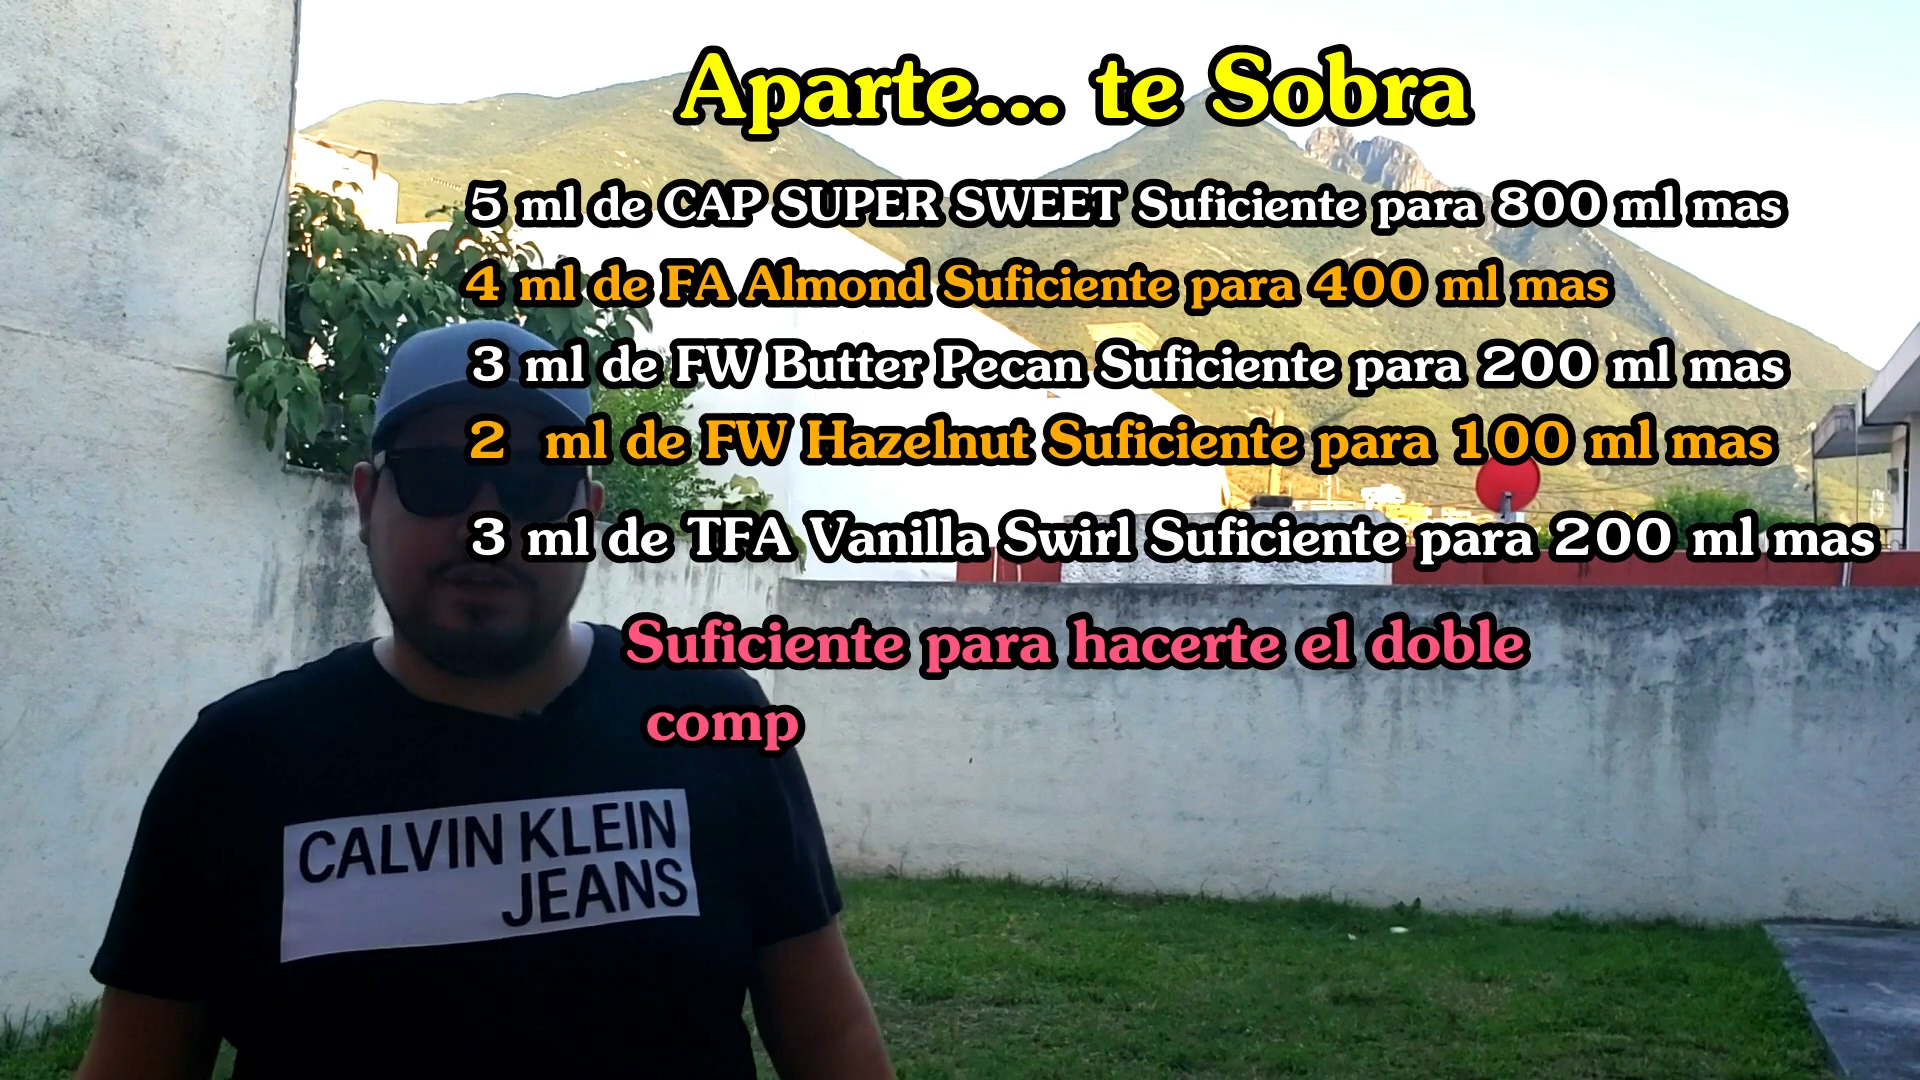 Aparte... te Sobra
5 ml de CAP SUPER SWEET Suficiente para 800 ml mas
4 ml de FA Almond Suficiente para 400 ml mas
3 ml de FW Butter Pecan Suficiente para 200 ml mas
2 ml de FW Hazelnut Suficiente para 100 ml mas
3 ml de TFA Vanilla Swirl Suficiente para 200 ml mas
Suficiente para hacerte el doble
comp
CALVIN KLEIN
JEANS